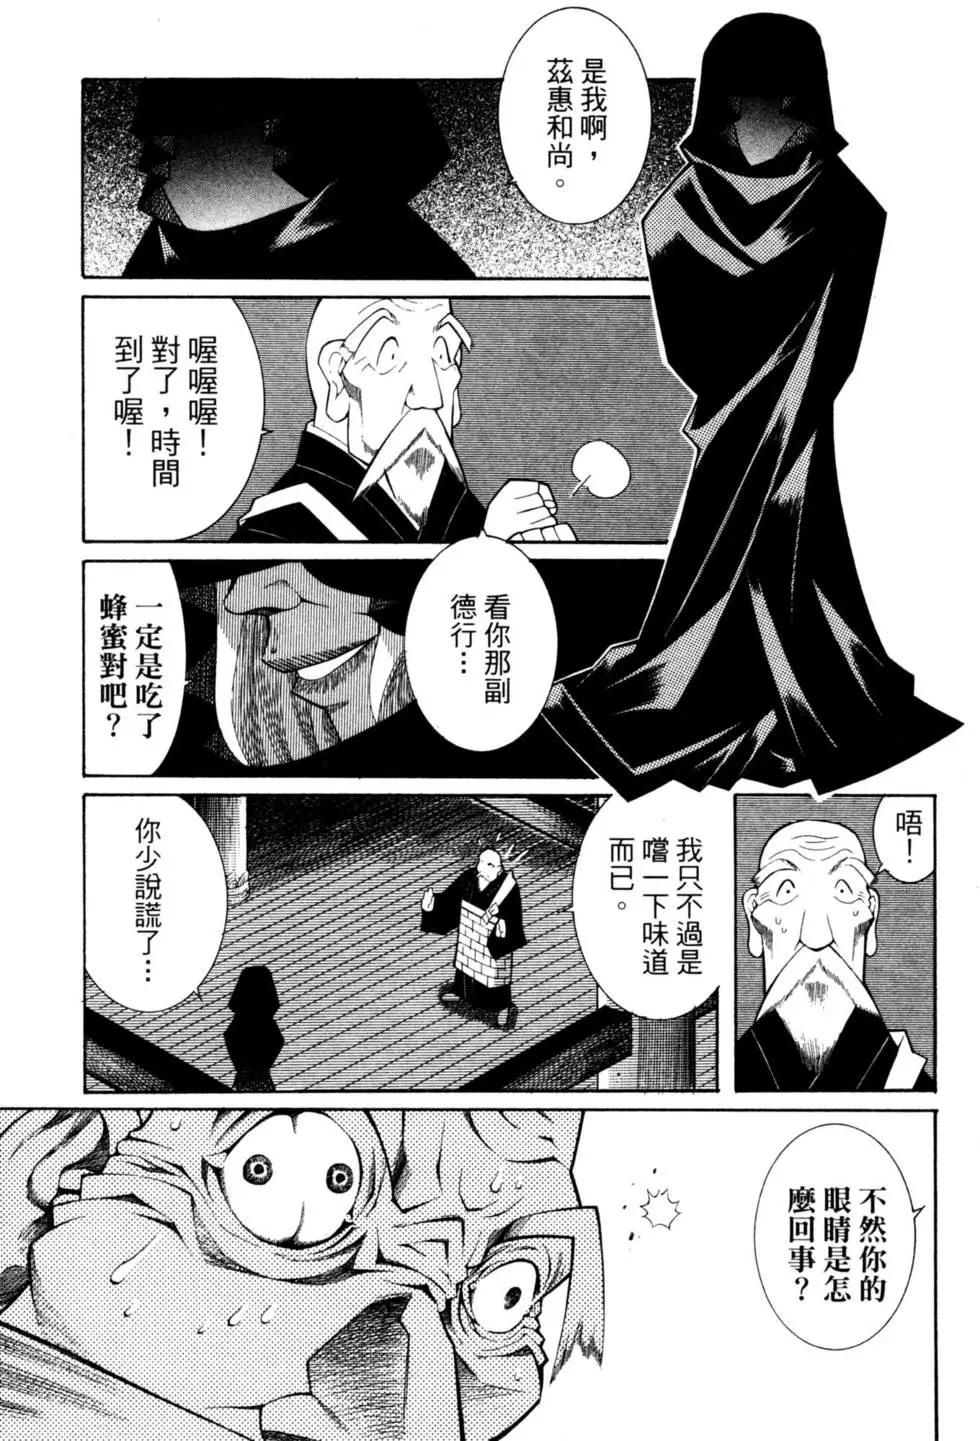 是我啊，
茲惠和尚。
喔喔喔！
對了，時間
到了喔！
看你那副
德行…
一定是吃了
蜂蜜對吧？
唔！
我只不過是
嚐一下味道
而已。
你少說謊了…
不然你的
眼睛是怎
麼回事？